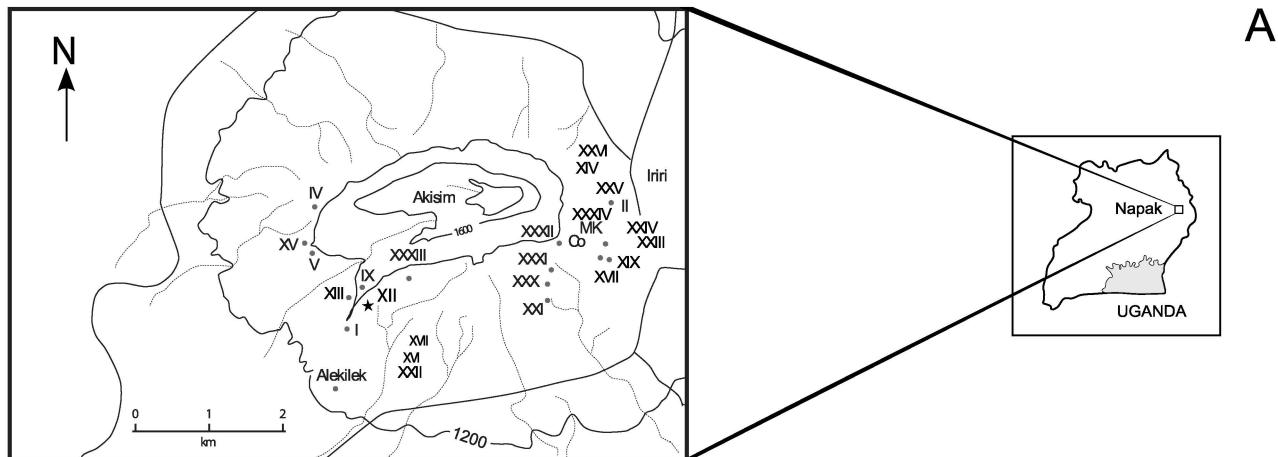 A
N
XXVI
XIV
Iriri
IV
Akisim
XXV
II
XXXIV
1600
XXXII
MK
XXIV
Co
XXIII
XV
V
XXXIII
XXXI
XIX
IX
XVII
XXX
XIII
XII
XXI
I
XVII
XVI
XXII
Alekilek
0 1 2
km
1200
Napak
UGANDA